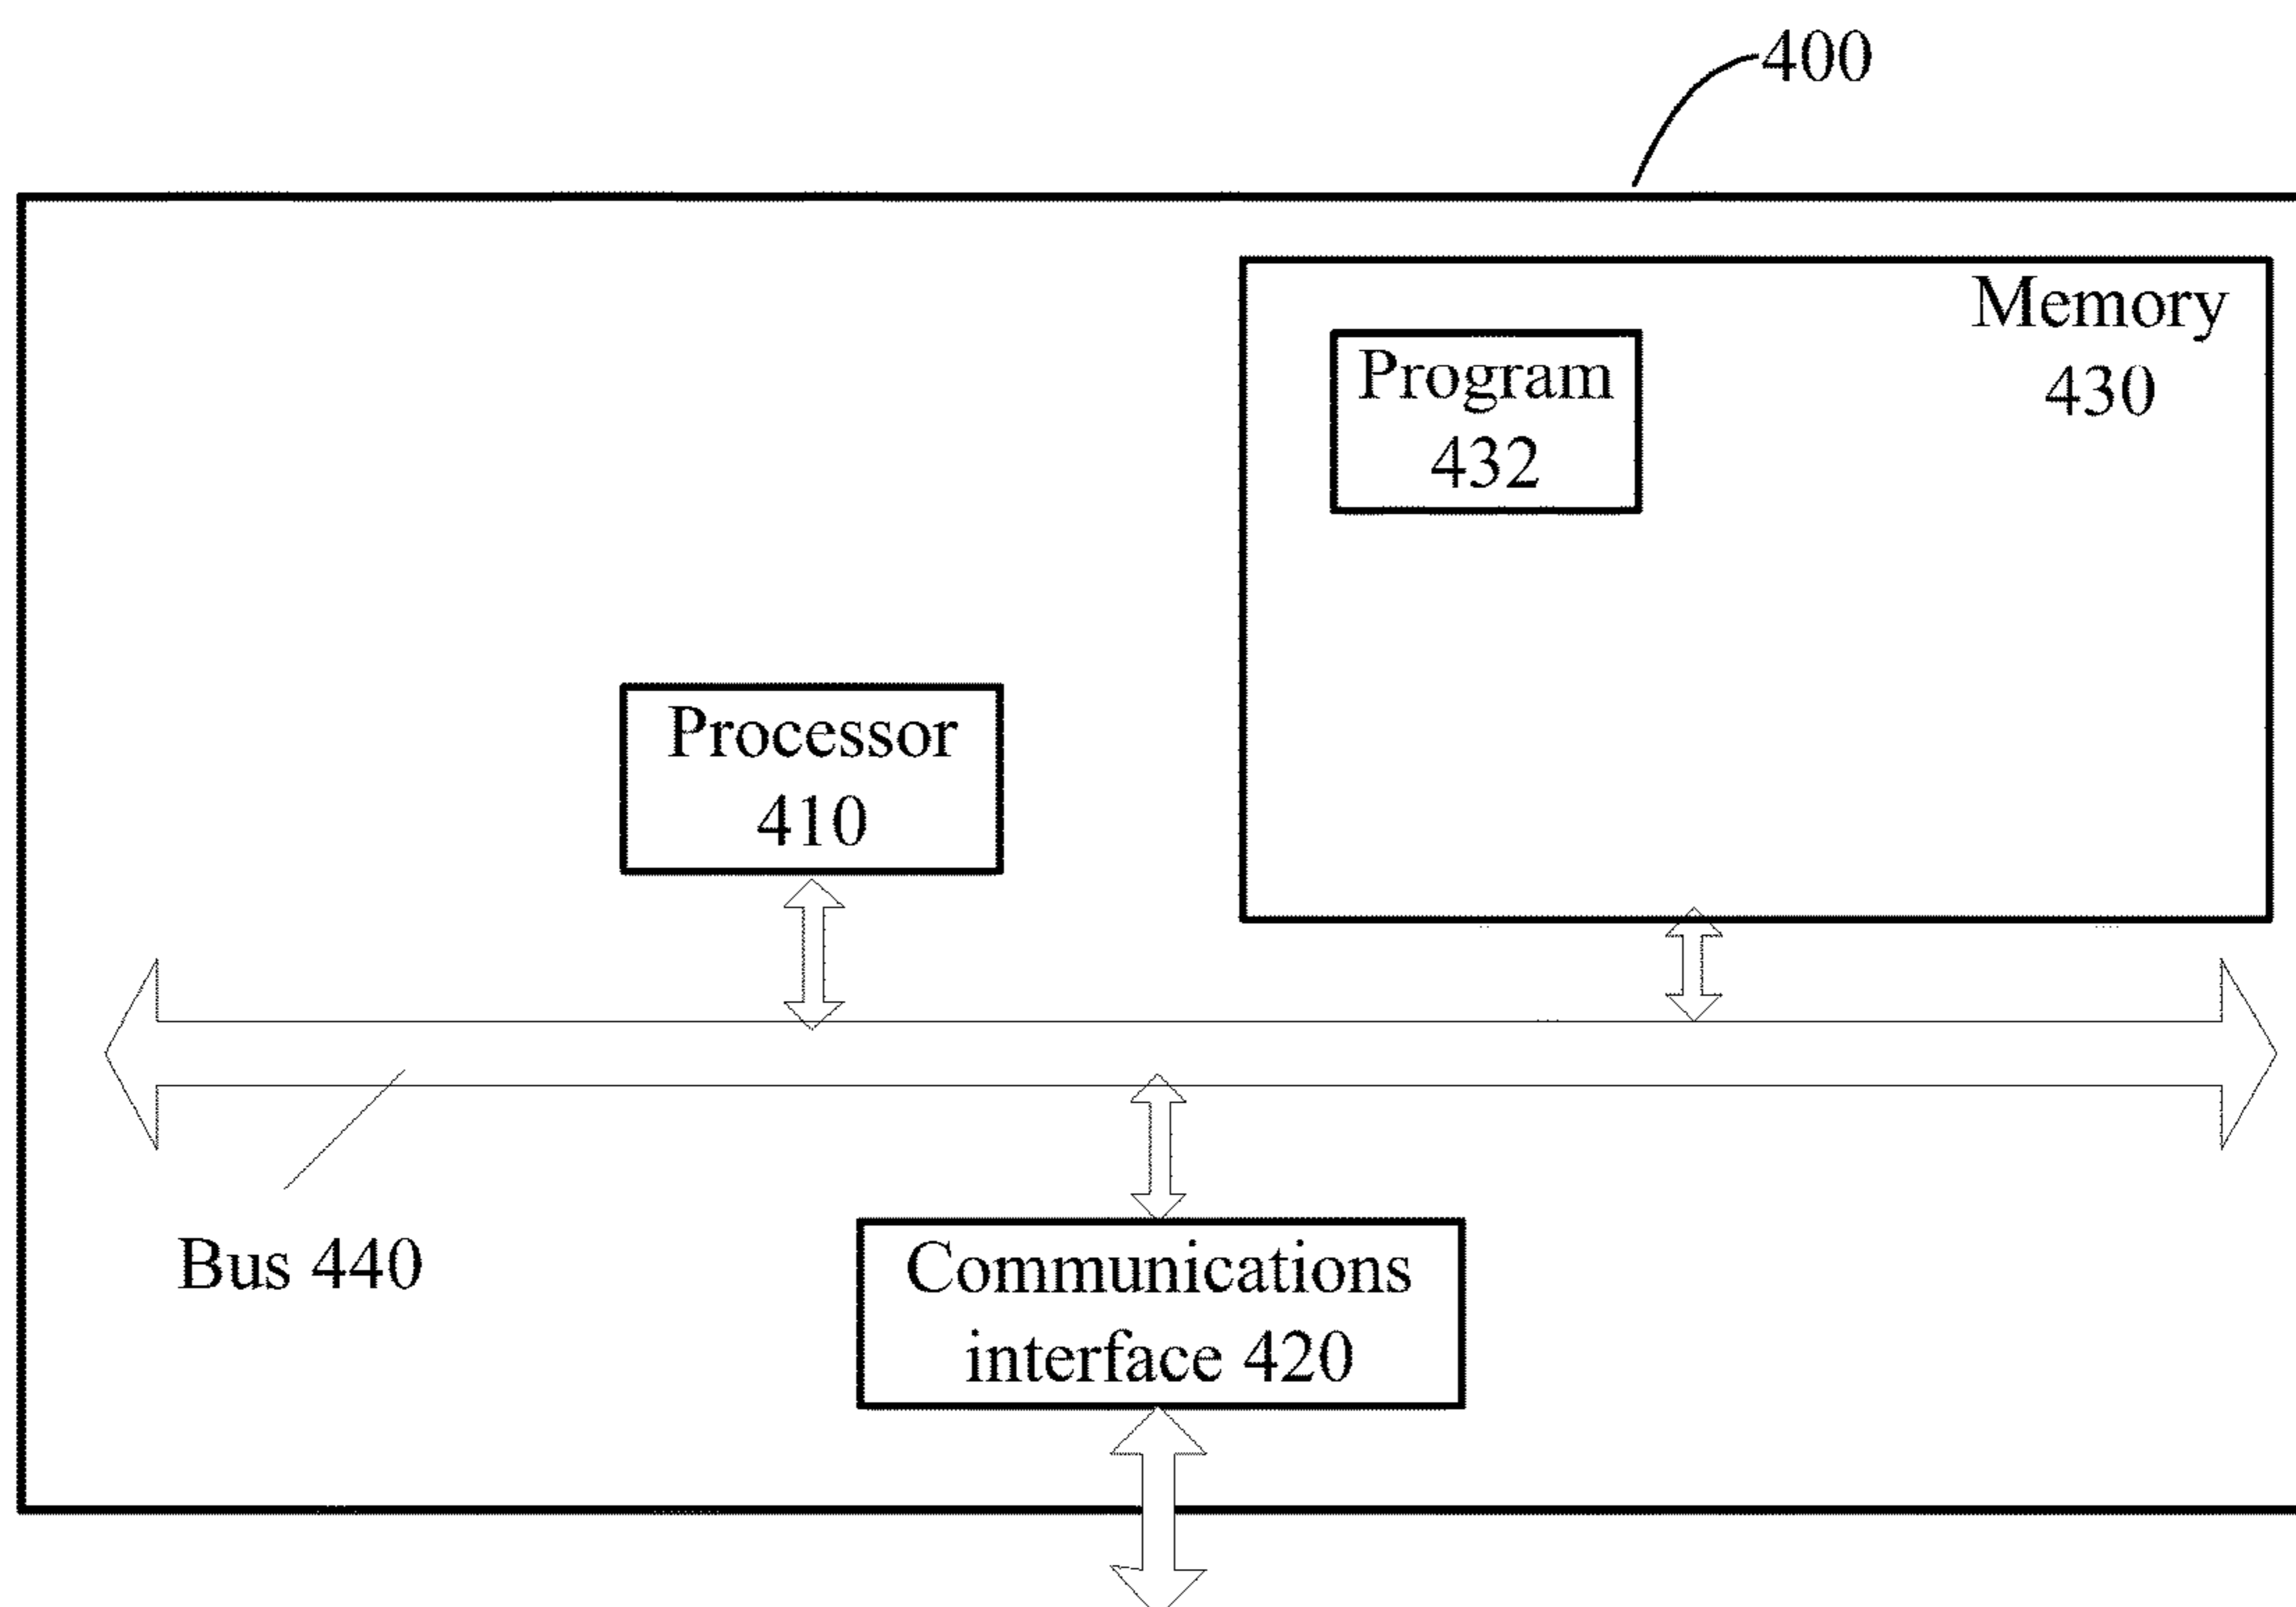 400
Memory
430
Program
432
Processor
410
Bus 440
Communications
interface 420